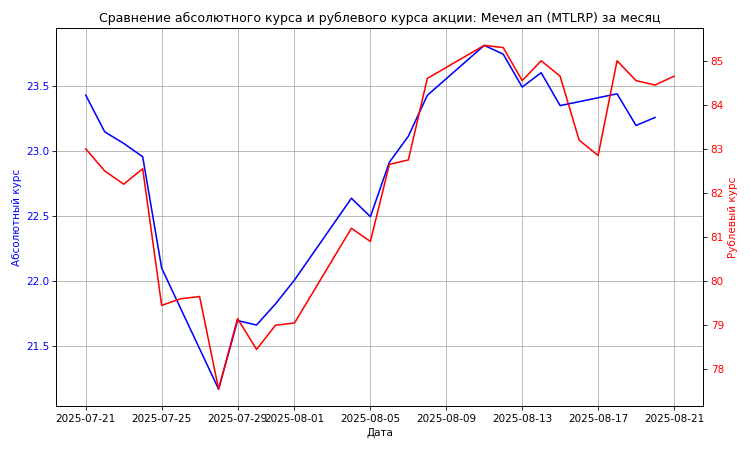 Сравнение абсолютного курса и рублевого курса акции: Мечел ап (MTLRP) за месяц
Абсолютный курс
23.5
23.0
22.5
22.0
21.5
85
84
83
82
81
80
79
78
Рублевый курс
2025-07-21 2025-07-25 2025-07-29 2025-08-01 2025-08-05 2025-08-09 2025-08-13 2025-08-17 2025-08-21
Дата